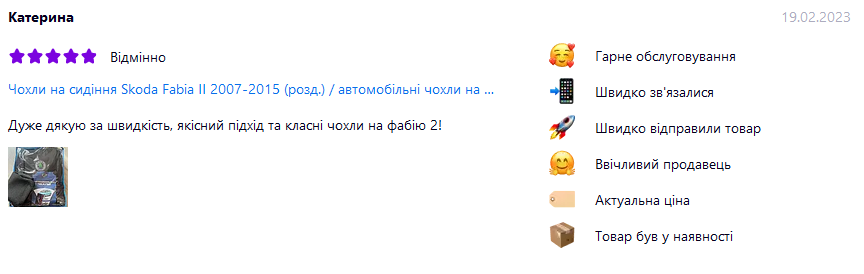 Катерина
19.02.2023
Відмінно
Чохли на сидіння Skoda Fabia II 2007-2015 (розд.) / автомобільні чохли на ...
Дуже дякую за швидкість, якісний підхід та класні чохли на фабію 2!
Гарне обслуговування
Швидко зв'язалися
Швидко відправили товар
Ввічливий продавець
Актуальна ціна
Товар був у наявності